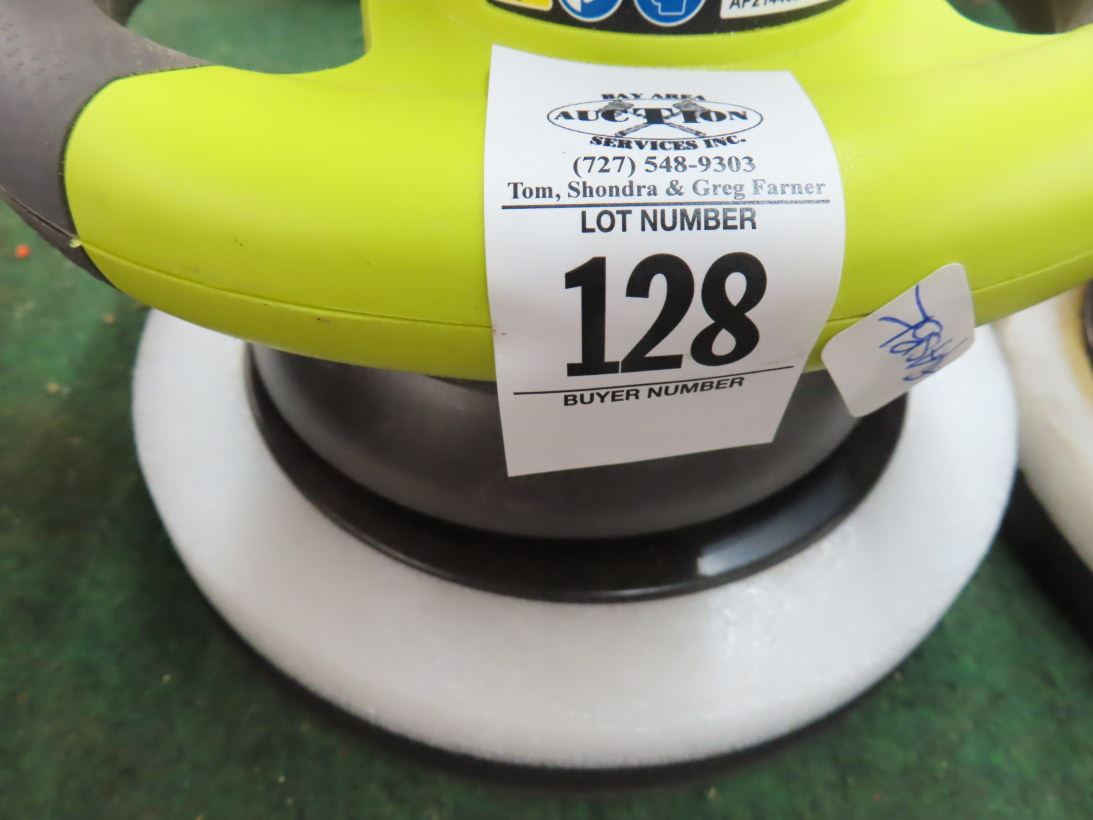 BAY AREA
AUCTION
SERVICES INC.
(727) 548-9303
Tom, Shondra & Greg Farner
LOT NUMBER
128
BUYER NUMBER